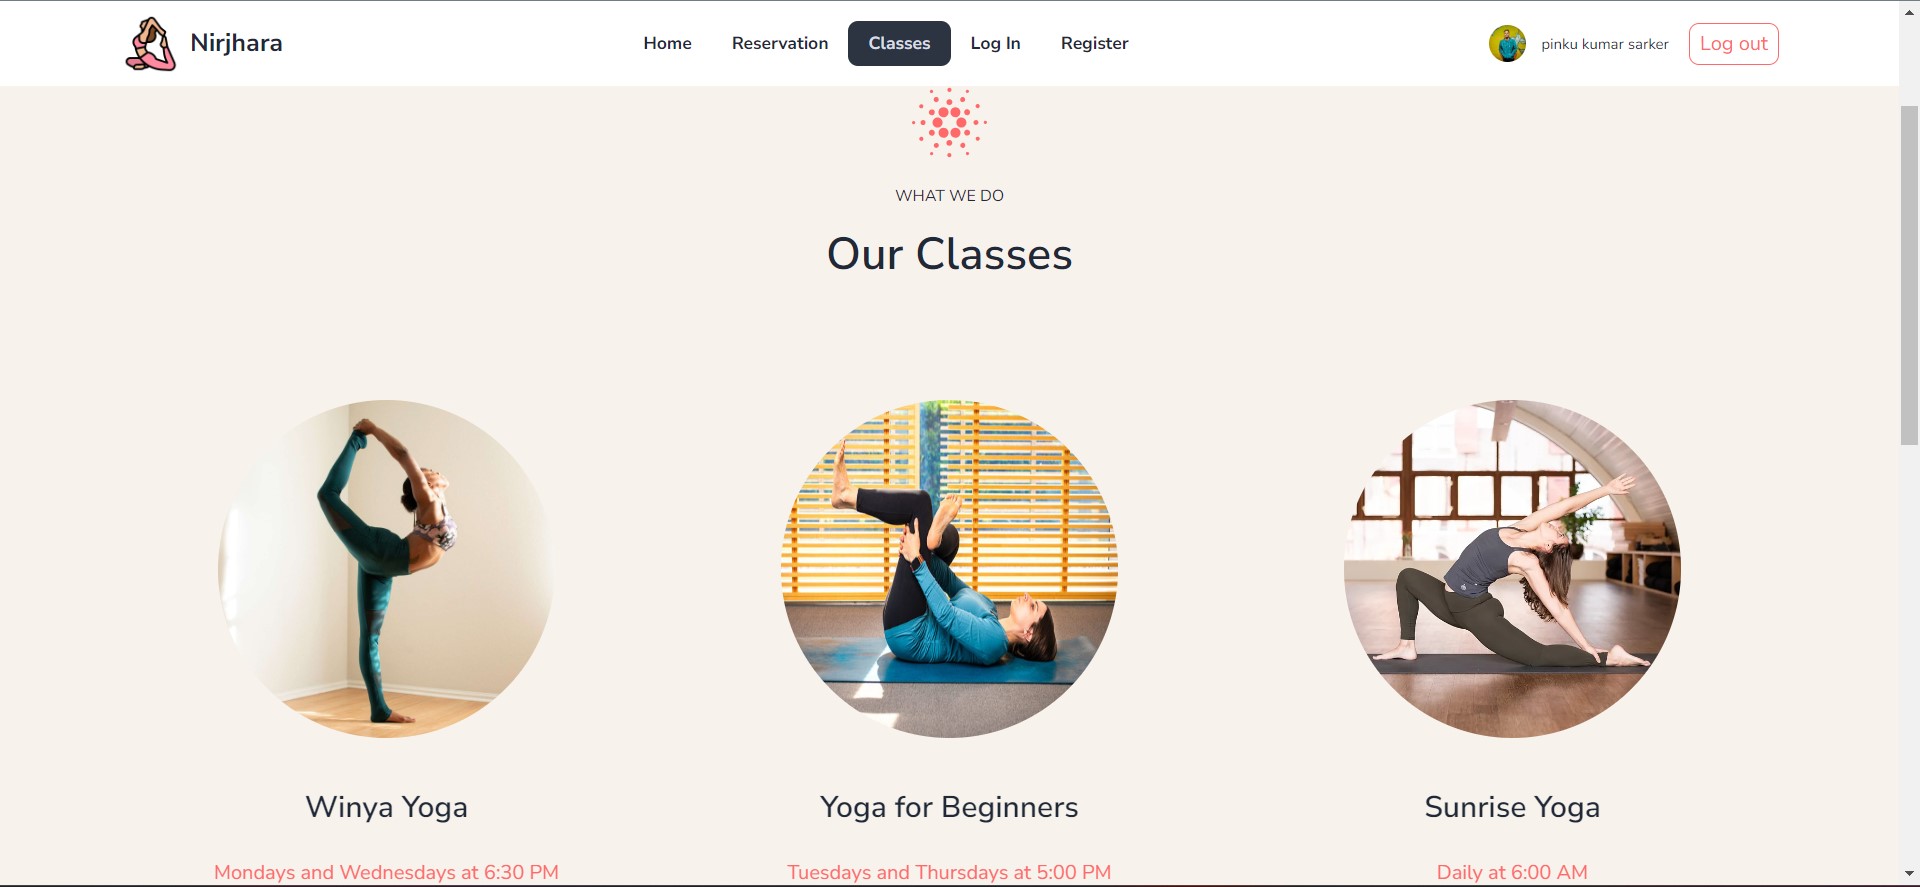 Nirjhara
Home Reservation Classes Log In Register
pinku kumar sarker Log out
WHAT WE DO
Our Classes
Winya Yoga
Yoga for Beginners
Sunrise Yoga
Mondays and Wednesdays at 6:30 PM
Tuesdays and Thursdays at 5:00 PM
Daily at 6:00 AM